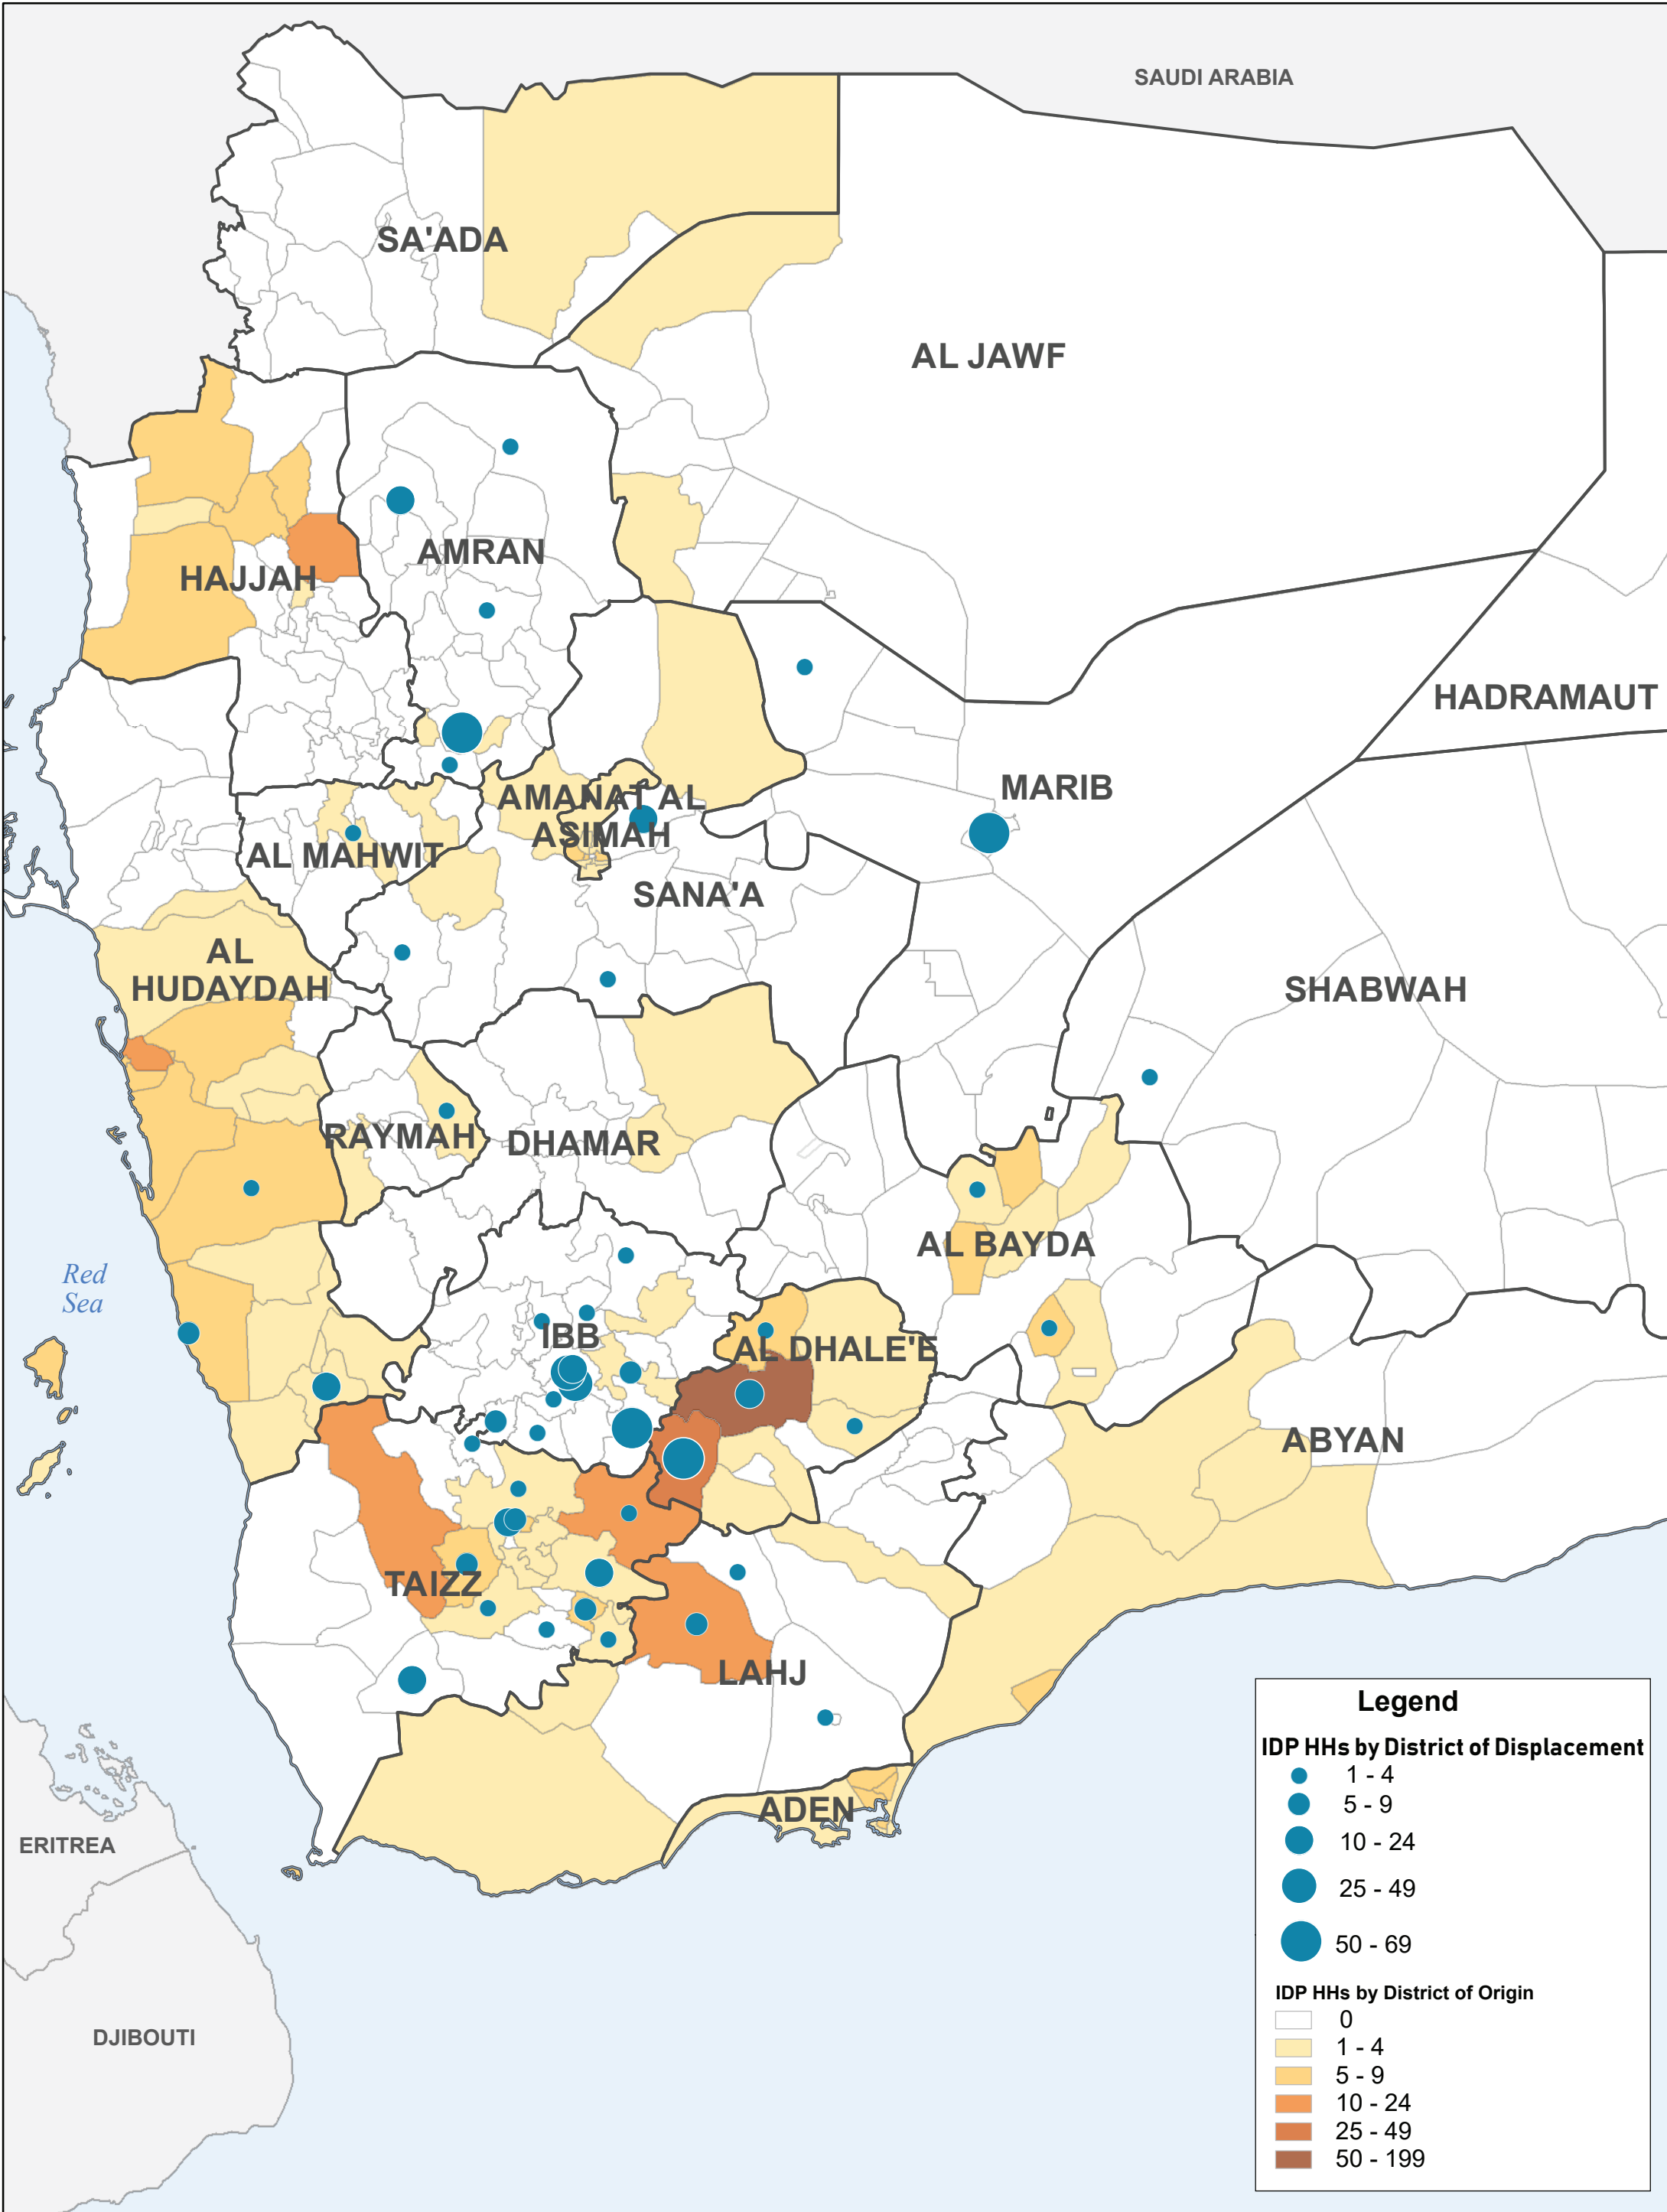 SAUDI ARABIA
SA'ADA
AL JAWF
AMRAN
HAJJAH
HADRAMAUT
MARIB
AMANAT AL
ASIMAH
AL MAHWIT
SANA'A
AL
HUDAYDAH
SHABWAH
RAYMAH
DHAMAR
AL BAYDA
Red
Sea
IBB
AL DHALE'E
ABYAN
TAIZZ
LAHJ
ADEN
ERITREA
DJIBOUTI
Legend
IDP HHs by District of Displacement
1 - 4
5 - 9
10 - 24
25 - 49
50 - 69
IDP HHs by District of Origin
0
1 - 4
5 - 9
10 - 24
25 - 49
50 - 199